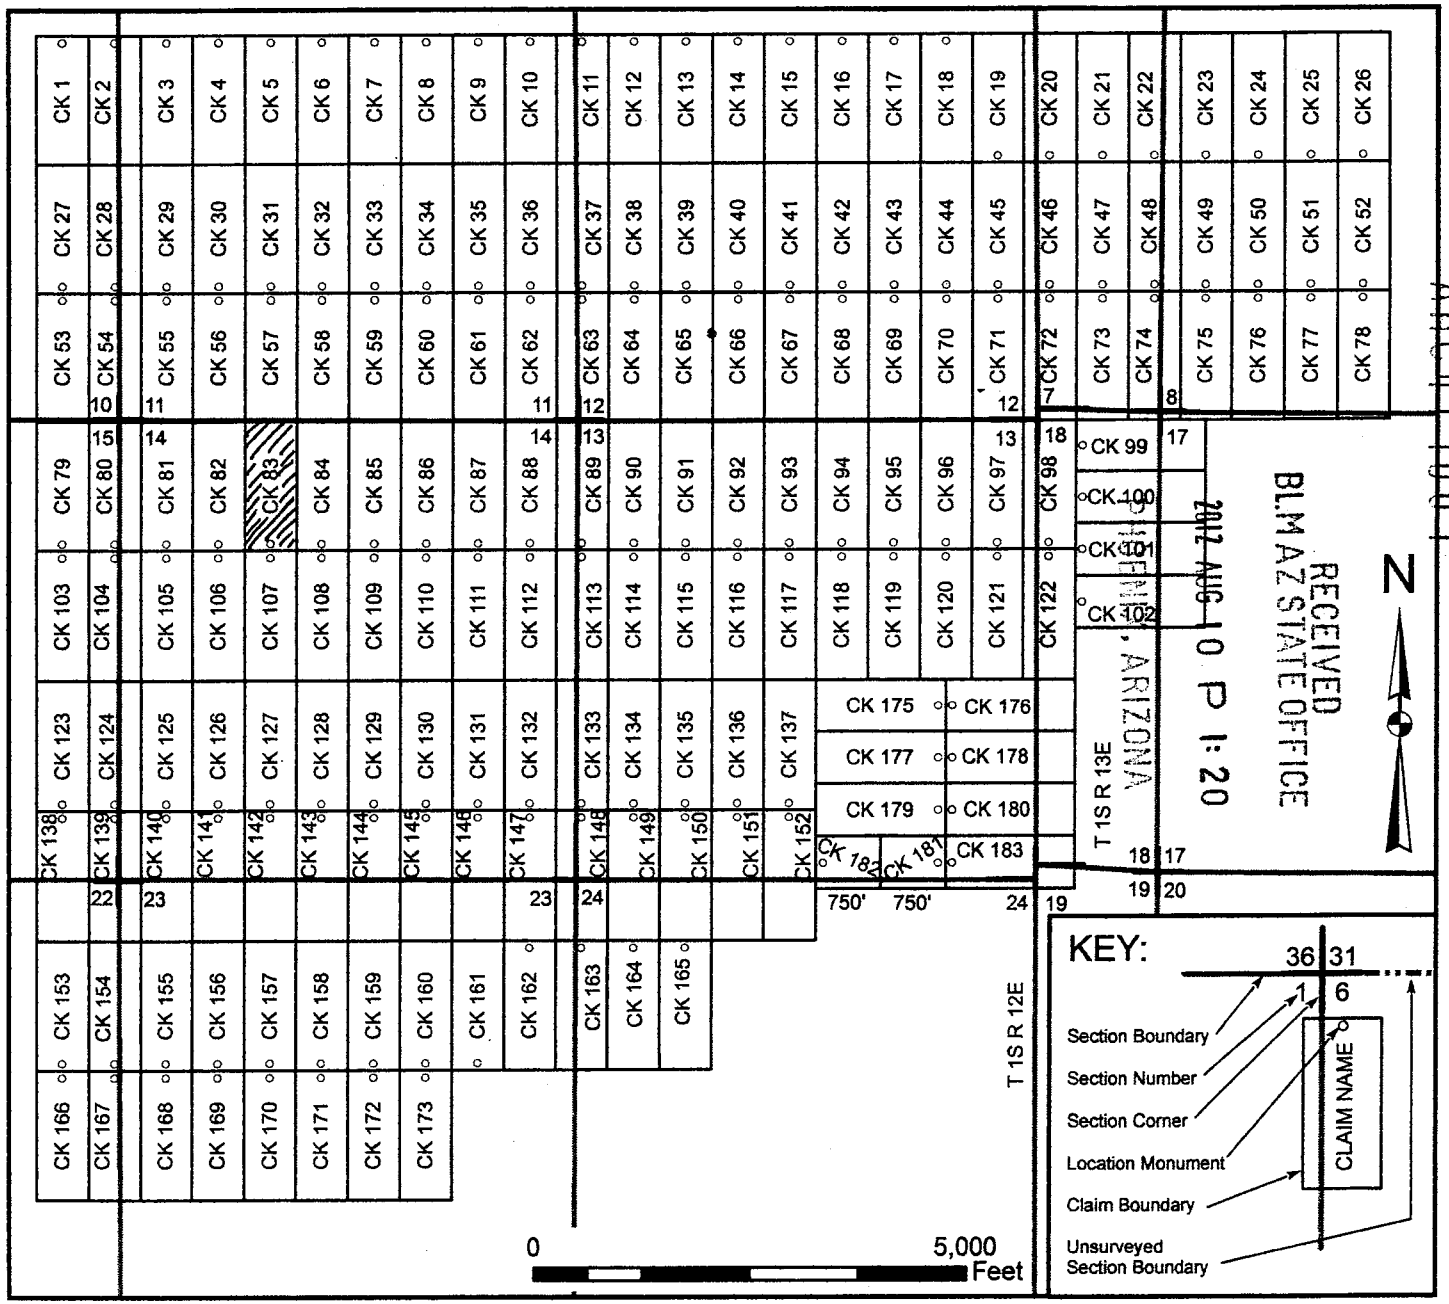 CK 1 CK 2 CK 3 CK 4 CK 5 CK 6 CK 7 CK 8 CK 9 CK 10 CK 11 CK 12 CK 13 CK 14 CK 15 CK 16 CK 17 CK 18 CK 19 CK 20 CK 21 CK 22 CK 23 CK 24 CK 25 CK 26
CK 27 CK 28 CK 29 CK 30 CK 31 CK 32 CK 33 CK 34 CK 35 CK 36 CK 37 CK 38 CK 39 CK 40 CK 41 CK 42 CK 43 CK 44 CK 45 CK 46 CK 47 CK 48 CK 49 CK 50 CK 51 CK 52
CK 53 CK 54 CK 55 CK 56 CK 57 CK 58 CK 59 CK 60 CK 61 CK 62 CK 63 CK 64 CK 65 CK 66 CK 67 CK 68 CK 69 CK 70 CK 71 CK 72 CK 73 CK 74 CK 75 CK 76 CK 77 CK 78
10 11 11 12 12 7 8
15 14 14 13 13 18 17
CK 79 CK 80 CK 81 CK 82 CK 83 CK 84 CK 85 CK 86 CK 87 CK 88 CK 89 CK 90 CK 91 CK 92 CK 93 CK 94 CK 95 CK 96 CK 97 CK 98
CK 99
CK 100
CK 101
CK 102
CK 103 CK 104 CK 105 CK 106 CK 107 CK 108 CK 109 CK 110 CK 111 CK 112 CK 113 CK 114 CK 115 CK 116 CK 117 CK 118 CK 119 CK 120 CK 121 CK 122
CK 123 CK 124 CK 125 CK 126 CK 127 CK 128 CK 129 CK 130 CK 131 CK 132 CK 133 CK 134 CK 135 CK 136 CK 137
CK 175 CK 176
CK 177 CK 178
CK 179 CK 180
CK 182 CK 181 CK 183
CK 138 CK 139 CK 140 CK 141 CK 142 CK 143 CK 144 CK 145 CK 146 CK 147 CK 148 CK 149 CK 150 CK 151 CK 152
18 17
19 20
22 23 23 24 750' 750' 24 19
CK 153 CK 154 CK 155 CK 156 CK 157 CK 158 CK 159 CK 160 CK 161 CK 162 CK 163 CK 164 CK 165
CK 166 CK 167 CK 168 CK 169 CK 170 CK 171 CK 172 CK 173
T 1S R 13E
T 1S R 12E
RECEIVED
BLM AZ STATE OFFICE
2012 AUG 10 P 1:20
PHOENIX, ARIZONA
N
KEY:
36 31
1 6
Section Boundary
Section Number
Section Corner
Location Monument
Claim Boundary
Unsurveyed
Section Boundary
CLAIM NAME
0 5,000
Feet